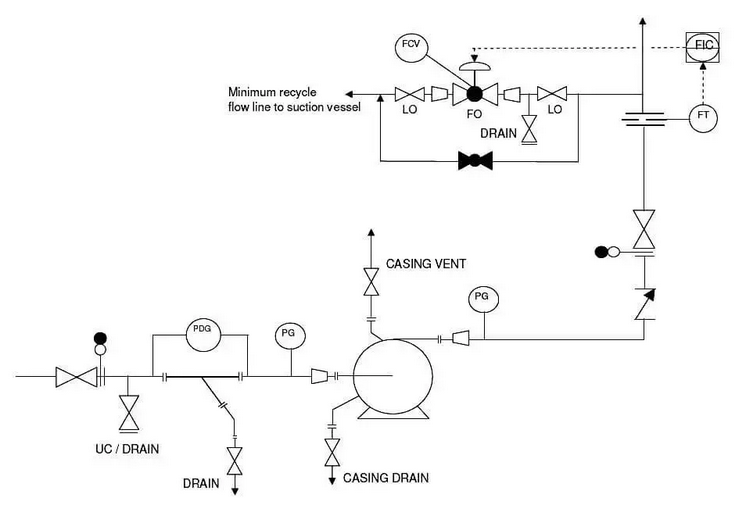 FCV
FIC
Minimum recycle
flow line to suction vessel
LO
FO
LO
DRAIN
FT
CASING VENT
PG
PDG
PG
UC / DRAIN
DRAIN
CASING DRAIN